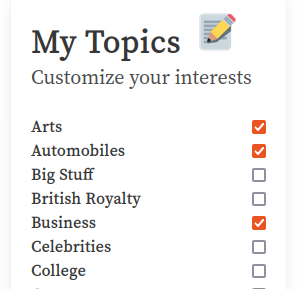 My Topics
Customize your interests
Arts
Automobiles
Big Stuff
British Royalty
Business
Celebrities
College